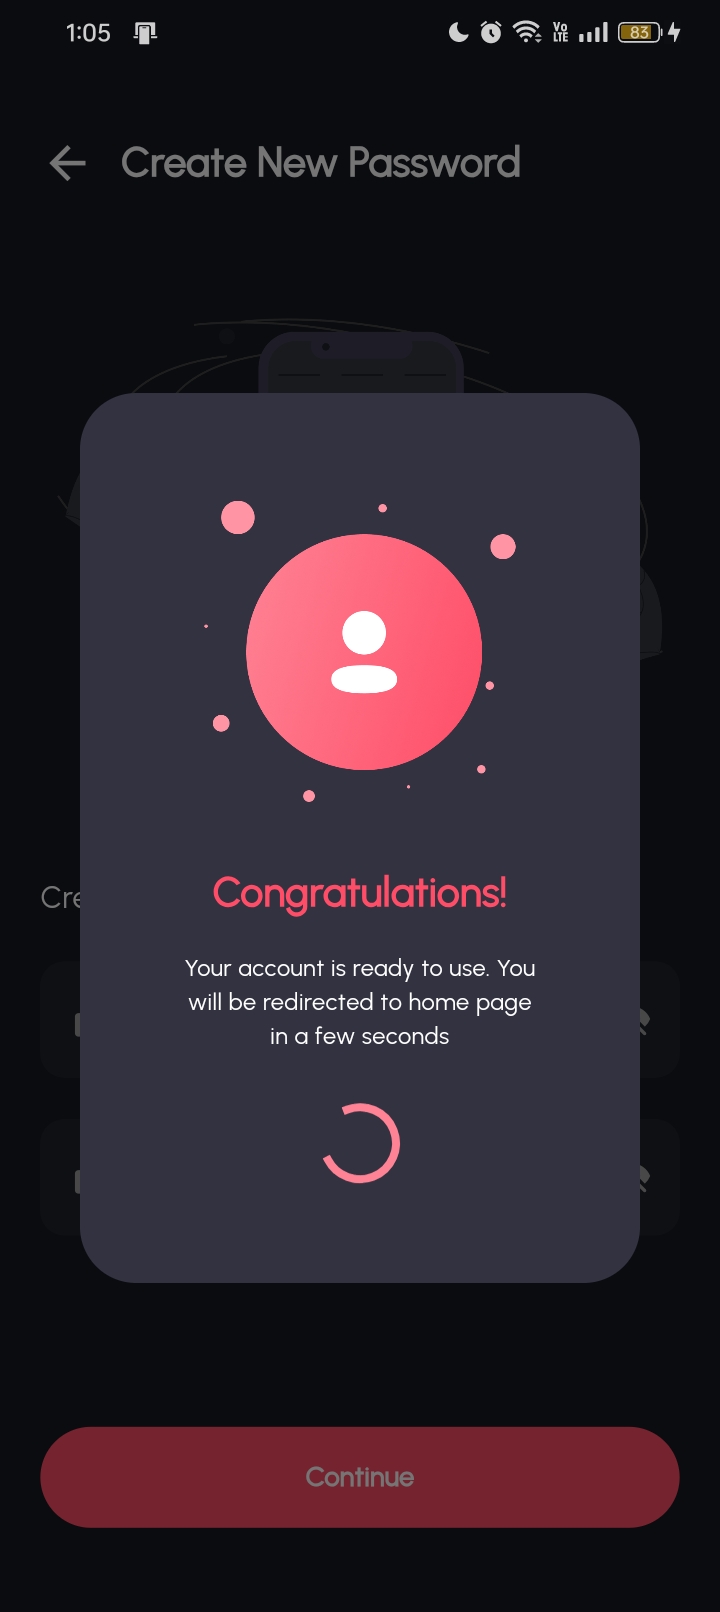 1:05
Vo
LTE
83
Create New Password
Congratulations!
Cre
Your account is ready to use. You
will be redirected to home page
in a few seconds
Continue